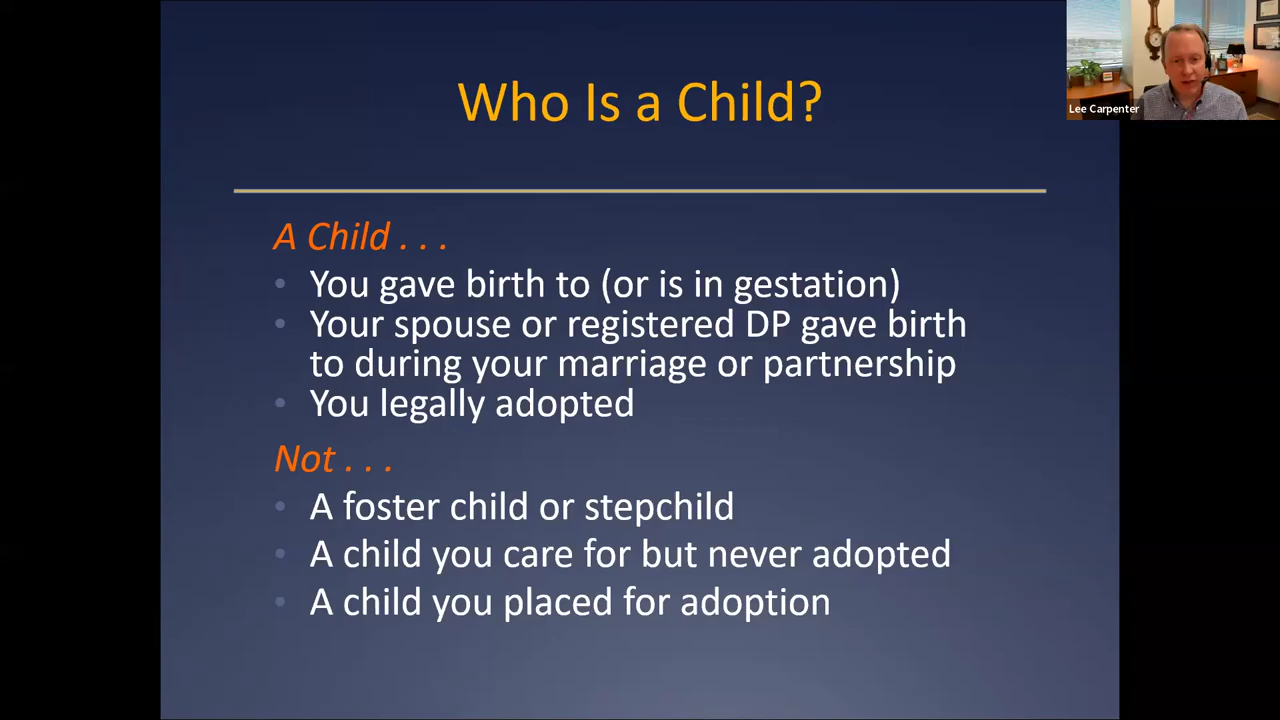 Who Is a Child?
Lee Carpenter
A Child . . .
• You gave birth to (or is in gestation)
• Your spouse or registered DP gave birth
to during your marriage or partnership
• You legally adopted
Not . . .
• A foster child or stepchild
• A child you care for but never adopted
• A child you placed for adoption